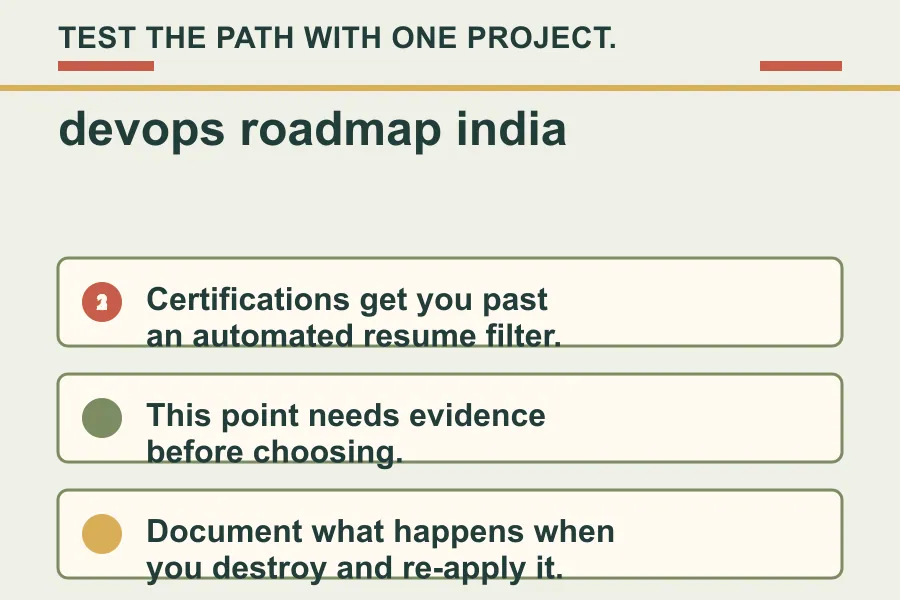 TEST THE PATH WITH ONE PROJECT.
devops roadmap india
Certifications get you past
an automated resume filter.
This point needs evidence
before choosing.
Document what happens when
you destroy and re-apply it.